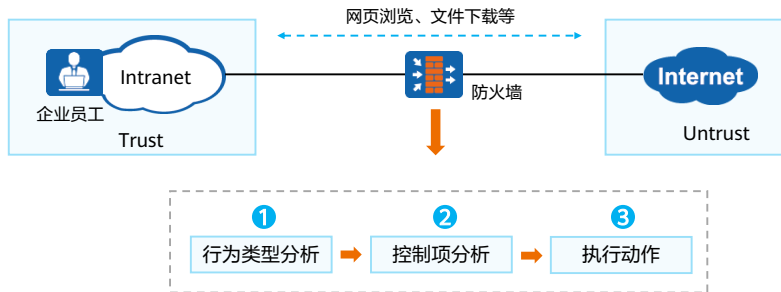 网页浏览、文件下载等
Intranet
企业员工
Trust
防火墙
Internet
Untrust
1
行为类型分析
2
控制项分析
3
执行动作